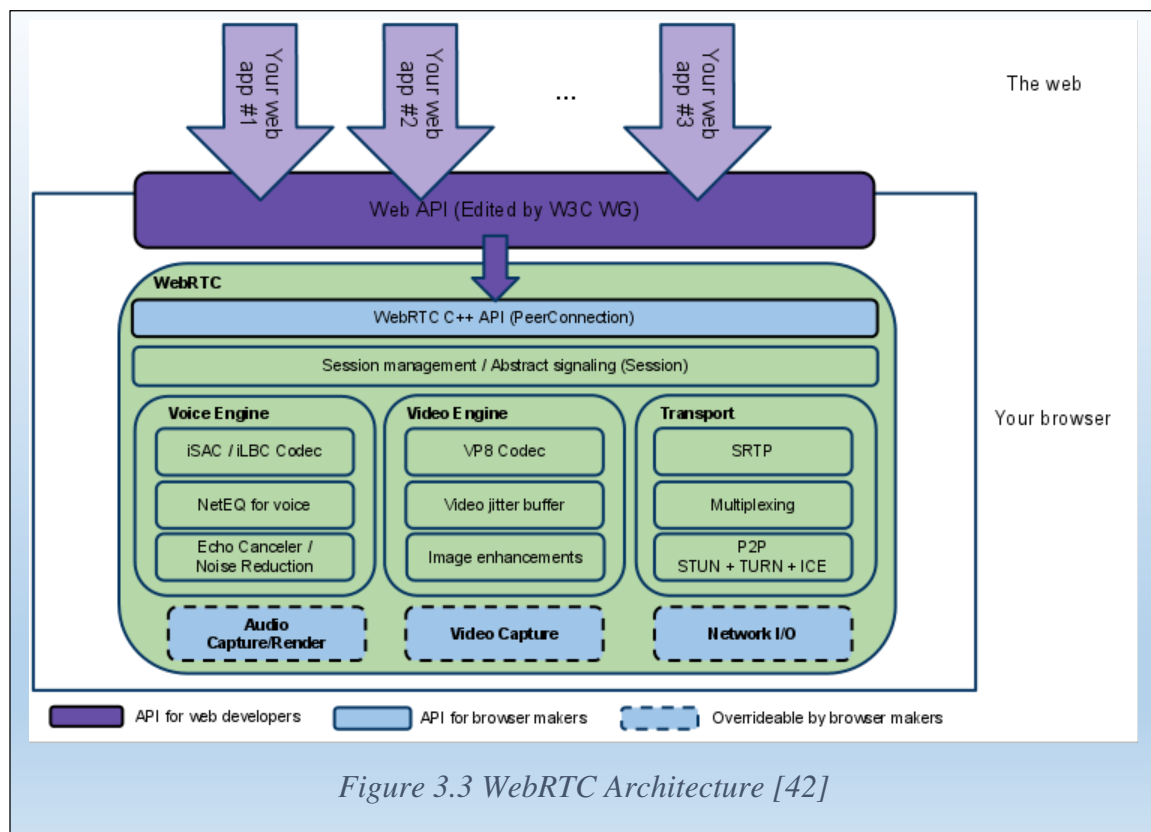 Your web
app #1
Your web
app #2
...
Your web
app #3
The web
Web API (Edited by W3C WG)
WebRTC
WebRTC C++ API (PeerConnection)
Session management / Abstract signaling (Session)
Your browser
Voice Engine
iSAC / iLBC Codec
NetEQ for voice
Echo Canceler /
Noise Reduction
Video Engine
VP8 Codec
Video jitter buffer
Image enhancements
Transport
SRTP
Multiplexing
P2P
STUN + TURN + ICE
Audio
Capture/Render
Video Capture
Network I/O
API for web developers
API for browser makers
Overrideable by browser makers
Figure 3.3 WebRTC Architecture [42]